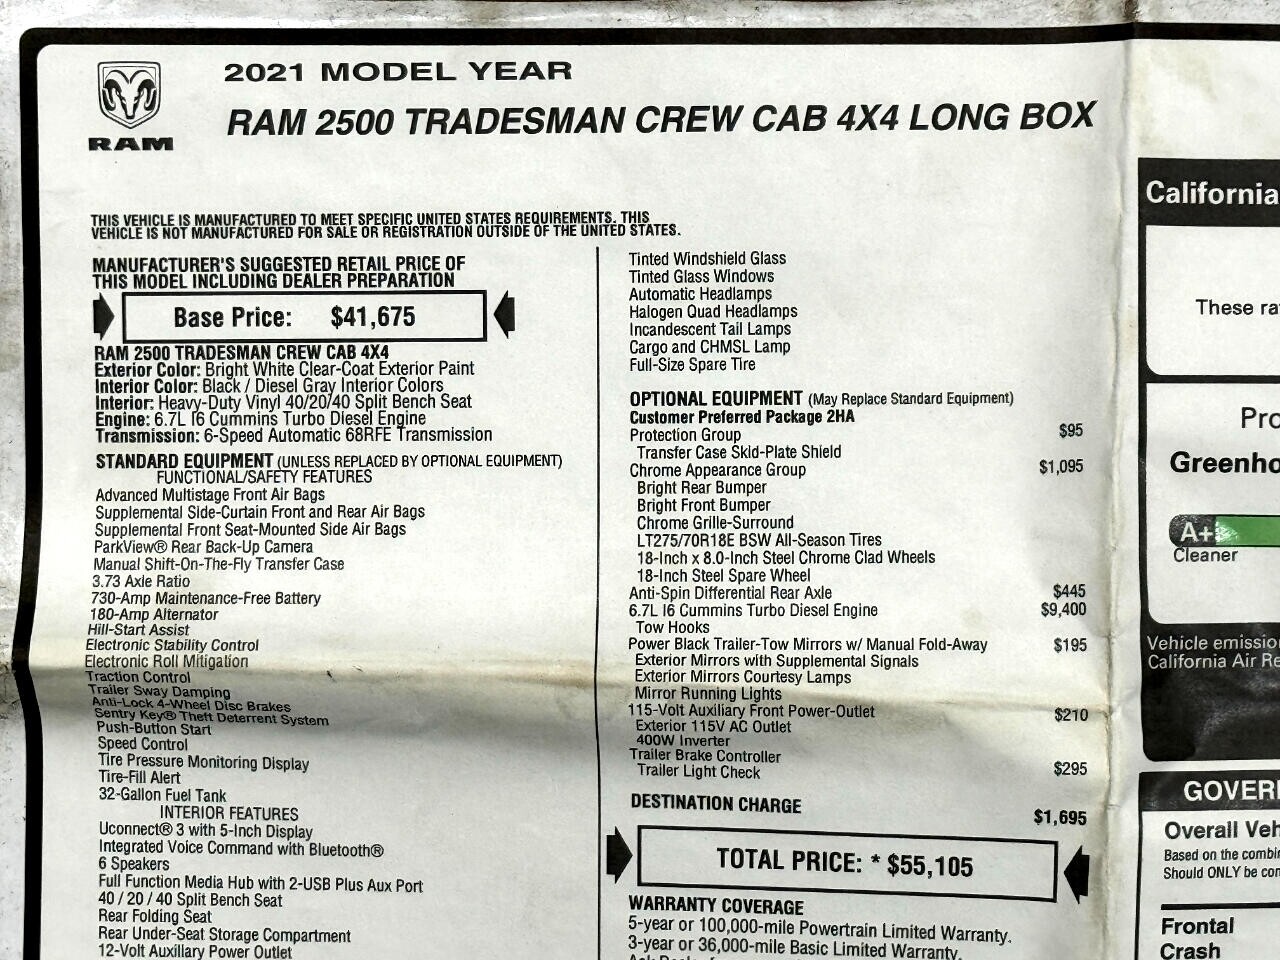 2021 MODEL YEAR
RAM 2500 TRADESMAN CREW CAB 4X4 LONG BOX
RAM
THIS VEHICLE IS MANUFACTURED TO MEET SPECIFIC UNITED STATES REQUIREMENTS. THIS
VEHICLE IS NOT MANUFACTURED FOR SALE OR REGISTRATION OUTSIDE OF THE UNITED STATES.
MANUFACTURER'S SUGGESTED RETAIL PRICE OF
THIS MODEL INCLUDING DEALER PREPARATION
Base Price: $41,675
RAM 2500 TRADESMAN CREW CAB 4X4
Exterior Color: Bright White Clear-Coat Exterior Paint
Interior Color: Black / Diesel Gray Interior Colors
Interior: Heavy-Duty Vinyl 40/20/40 Split Bench Seat
Engine: 6.7L I6 Cummins Turbo Diesel Engine
Transmission: 6-Speed Automatic 68RFE Transmission
STANDARD EQUIPMENT (UNLESS REPLACED BY OPTIONAL EQUIPMENT)
FUNCTIONAL/SAFETY FEATURES
Advanced Multistage Front Air Bags
Supplemental Side-Curtain Front and Rear Air Bags
Supplemental Front Seat-Mounted Side Air Bags
ParkView® Rear Back-Up Camera
Manual Shift-On-The-Fly Transfer Case
3.73 Axle Ratio
730-Amp Maintenance-Free Battery
180-Amp Alternator
Hill-Start Assist
Electronic Stability Control
Electronic Roll Mitigation
Traction Control
Trailer Sway Damping
Anti-Lock 4-Wheel Disc Brakes
Sentry Key® Theft Deterrent System
Push-Button Start
Speed Control
Tire Pressure Monitoring Display
Tire-Fill Alert
32-Gallon Fuel Tank
INTERIOR FEATURES
Uconnect® 3 with 5-Inch Display
Integrated Voice Command with Bluetooth®
6 Speakers
Full Function Media Hub with 2-USB Plus Aux Port
40 / 20 / 40 Split Bench Seat
Rear Folding Seat
Rear Under-Seat Storage Compartment
12-Volt Auxiliary Power Outlet
Tinted Windshield Glass
Tinted Glass Windows
Automatic Headlamps
Halogen Quad Headlamps
Incandescent Tail Lamps
Cargo and CHMSL Lamp
Full-Size Spare Tire
OPTIONAL EQUIPMENT (May Replace Standard Equipment)
Customer Preferred Package 2HA
Protection Group $95
Transfer Case Skid-Plate Shield
Chrome Appearance Group $1,095
Bright Rear Bumper
Bright Front Bumper
Chrome Grille-Surround
LT275/70R18E BSW All-Season Tires
18-Inch x 8.0-Inch Steel Chrome Clad Wheels
18-Inch Steel Spare Wheel
Anti-Spin Differential Rear Axle $445
6.7L I6 Cummins Turbo Diesel Engine $9,400
Tow Hooks
Power Black Trailer-Tow Mirrors w/ Manual Fold-Away $195
Exterior Mirrors with Supplemental Signals
Exterior Mirrors Courtesy Lamps
Mirror Running Lights
115-Volt Auxiliary Front Power-Outlet $210
Exterior 115V AC Outlet
400W Inverter
Trailer Brake Controller $295
Trailer Light Check
DESTINATION CHARGE $1,695
TOTAL PRICE: * $55,105
WARRANTY COVERAGE
5-year or 100,000-mile Powertrain Limited Warranty.
3-year or 36,000-mile Basic Limited Warranty.
California
These
Greenho
A+
Cleaner
Vehicle emissio
California Air Re
GOVER
Overall Veh
Based on the combi
Should ONLY be co
Frontal
Crash